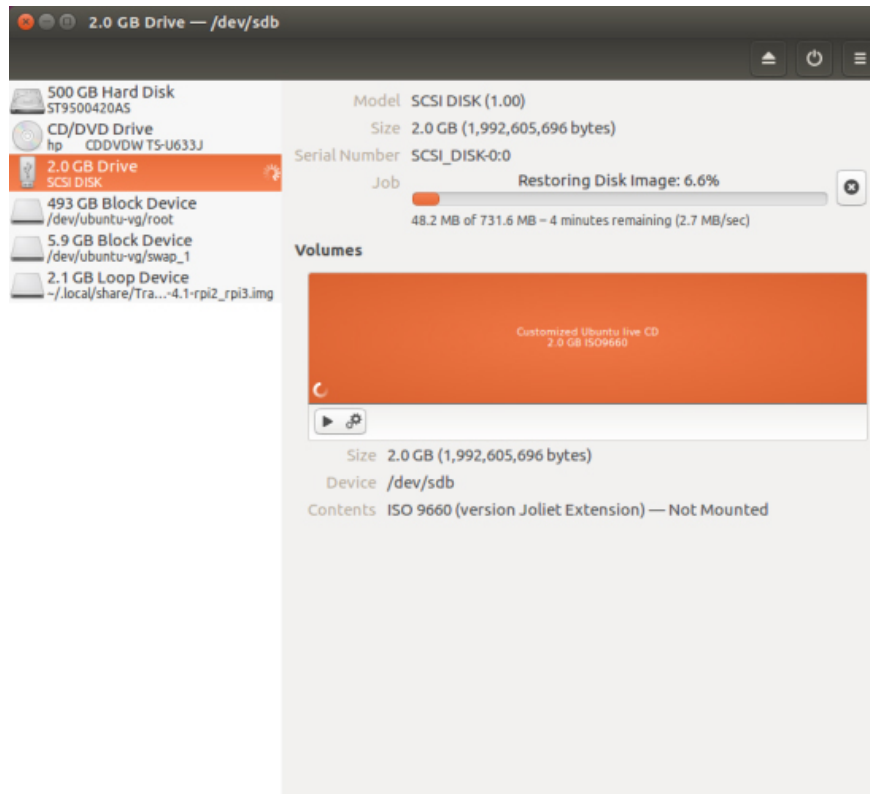 2.0 GB Drive — /dev/sdb
500 GB Hard Disk
ST9500420AS
CD/DVD Drive
hp CDDVDW TS-U633J
2.0 GB Drive
SCSI DISK
493 GB Block Device
/dev/ubuntu-vg/root
5.9 GB Block Device
/dev/ubuntu-vg/swap_1
2.1 GB Loop Device
~/.local/share/Tra...-4.1-rpi2_rpi3.img
Model SCSI DISK (1.00)
Size 2.0 GB (1,992,605,696 bytes)
Serial Number SCSI_DISK-0:0
Job Restoring Disk Image: 6.6%
48.2 MB of 731.6 MB – 4 minutes remaining (2.7 MB/sec)
Volumes
Customized Ubuntu live CD
2.0 GB ISO9660
Size 2.0 GB (1,992,605,696 bytes)
Device /dev/sdb
Contents ISO 9660 (version Joliet Extension) — Not Mounted